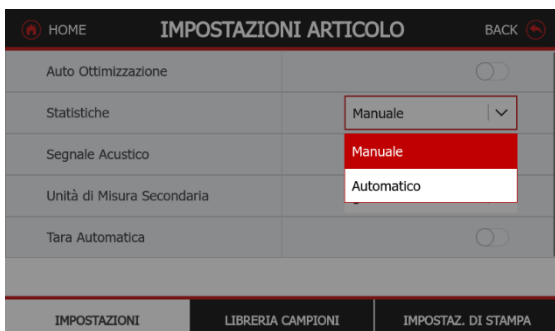 HOME IMPOSTAZIONI ARTICOLO BACK
Auto Ottimizzazione
Statistiche Manuale
Segnale Acustico Manuale
Automatico
Unità di Misura Secondaria
Tara Automatica
IMPOSTAZIONI LIBRERIA CAMPIONI IMPOSTAZ. DI STAMPA